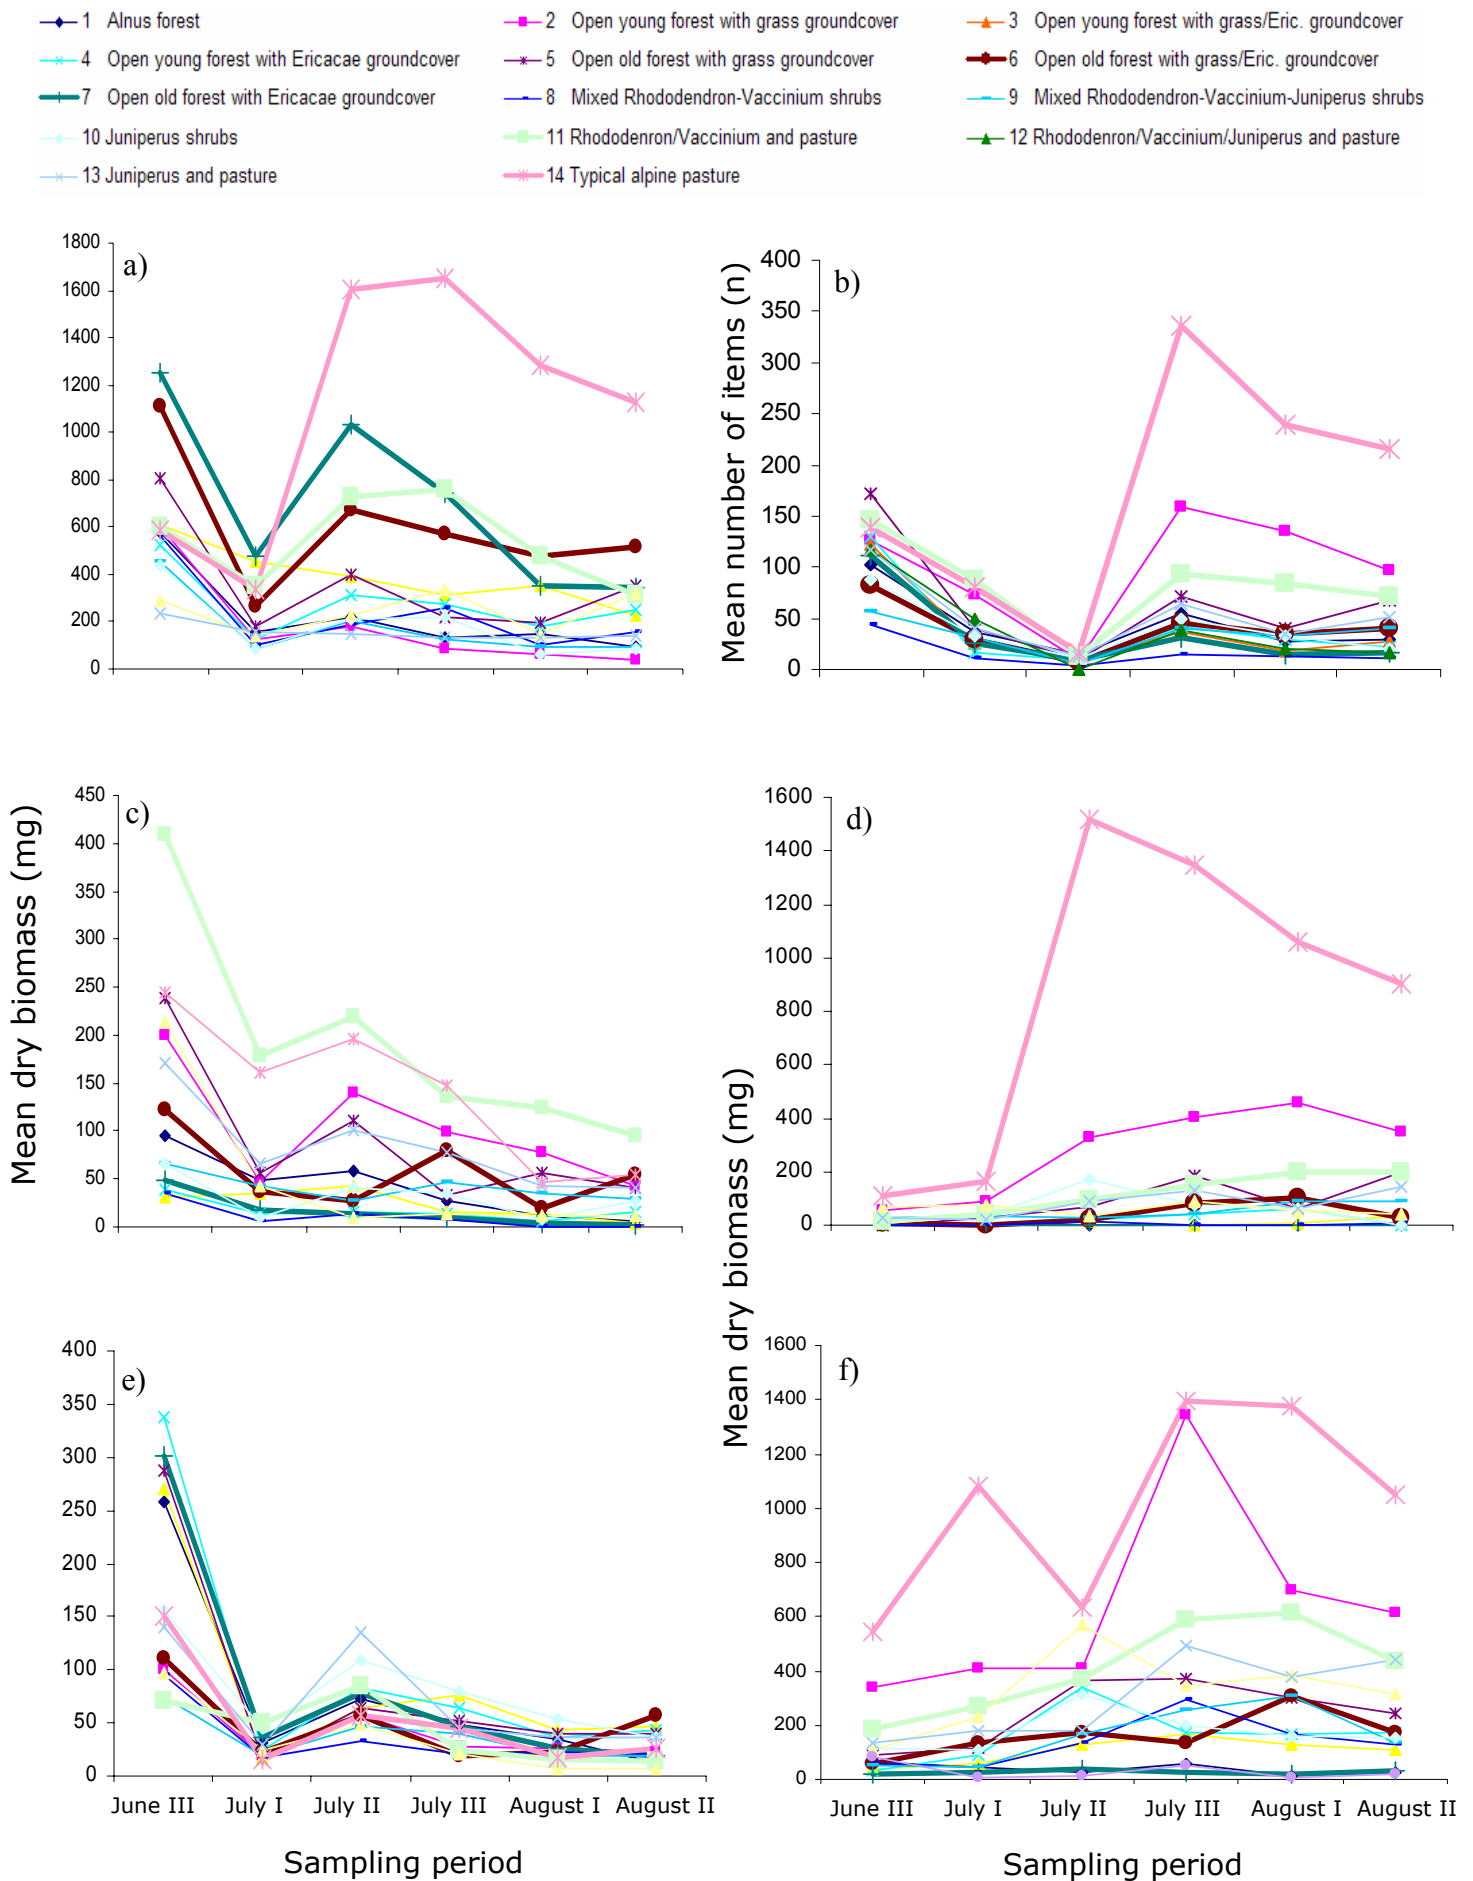 1 Alnus forest
2 Open young forest with grass groundcover
3 Open young forest with grass/Eric. groundcover
4 Open young forest with Ericacae groundcover
5 Open old forest with grass groundcover
6 Open old forest with grass/Eric. groundcover
7 Open old forest with Ericacae groundcover
8 Mixed Rhododendron-Vaccinium shrubs
9 Mixed Rhododendron-Vaccinium-Juniperus shrubs
10 Juniperus shrubs
11 Rhododenron/Vaccinium and pasture
12 Rhododenron/Vaccinium/Juniperus and pasture
13 Juniperus and pasture
14 Typical alpine pasture
a)
1800
1600
1400
1200
1000
800
600
400
200
0
Mean number of items (n)
b)
400
350
300
250
200
150
100
50
0
Mean dry biomass (mg)
c)
450
400
350
300
250
200
150
100
50
0
Mean dry biomass (mg)
d)
1600
1400
1200
1000
800
600
400
200
0
e)
400
350
300
250
200
150
100
50
0
June III July I July II July III August I August II
Sampling period
f)
1600
1400
1200
1000
800
600
400
200
0
June III July I July II July III August I August II
Sampling period